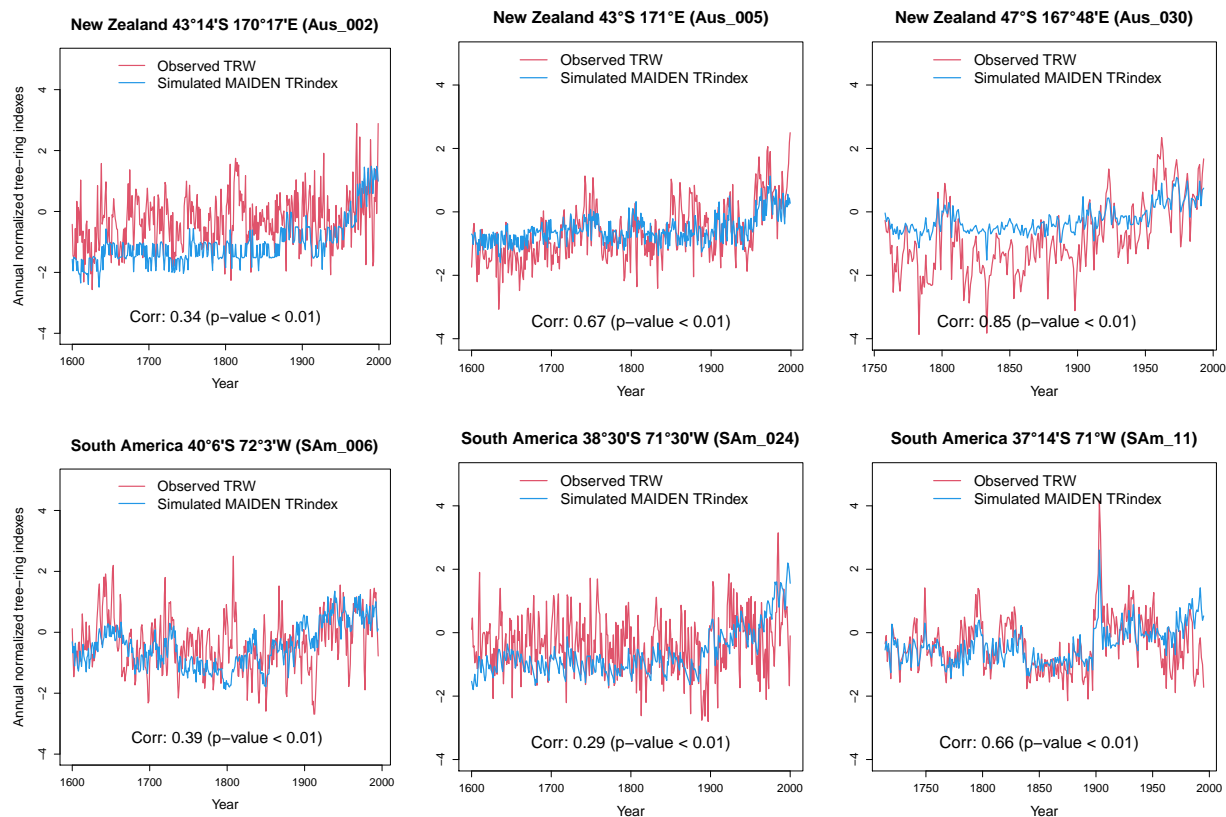 New Zealand 43°14'S 170°17'E (Aus_002)
Observed TRW
Simulated MAIDEN TRindex
Annual normalized tree−ring indexes
4
2
0
−2
−4
Corr: 0.34 (p−value < 0.01)
1600 1700 1800 1900 2000
Year
New Zealand 43°S 171°E (Aus_005)
Observed TRW
Simulated MAIDEN TRindex
4
2
0
−2
−4
Corr: 0.67 (p−value < 0.01)
1600 1700 1800 1900 2000
Year
New Zealand 47°S 167°48'E (Aus_030)
Observed TRW
Simulated MAIDEN TRindex
4
2
0
−2
−4
Corr: 0.85 (p−value < 0.01)
1750 1800 1850 1900 1950 2000
Year
South America 40°6'S 72°3'W (SAm_006)
Observed TRW
Simulated MAIDEN TRindex
Annual normalized tree−ring indexes
4
2
0
−2
−4
Corr: 0.39 (p−value < 0.01)
1600 1700 1800 1900 2000
Year
South America 38°30'S 71°30'W (SAm_024)
Observed TRW
Simulated MAIDEN TRindex
4
2
0
−2
−4
Corr: 0.29 (p−value < 0.01)
1600 1700 1800 1900 2000
Year
South America 37°14'S 71°W (SAm_11)
Observed TRW
Simulated MAIDEN TRindex
4
2
0
−2
−4
Corr: 0.66 (p−value < 0.01)
1750 1800 1850 1900 1950 2000
Year